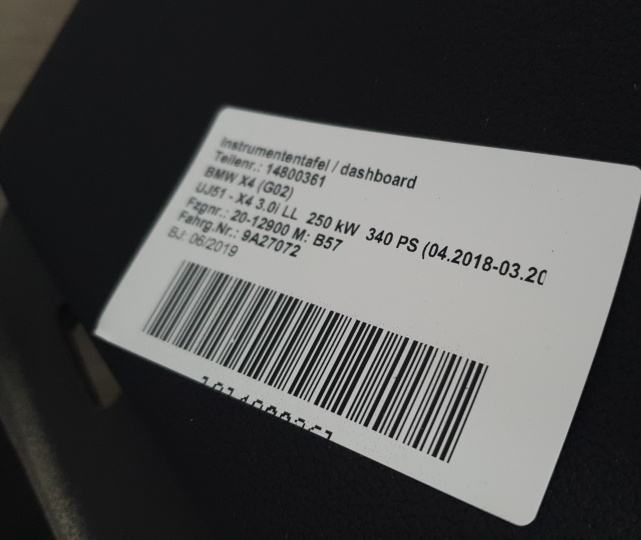 Instrumententafel / dashboard
Teilenr.: 14800361
BMW X4 (G02)
UJ51 - X4 3.0i LL 250 kW 340 PS (04.2018-03.20
Fzgnr.: 20-12900 M: B57
Fahrg.Nr.: 9A27072
BJ: 06/2019